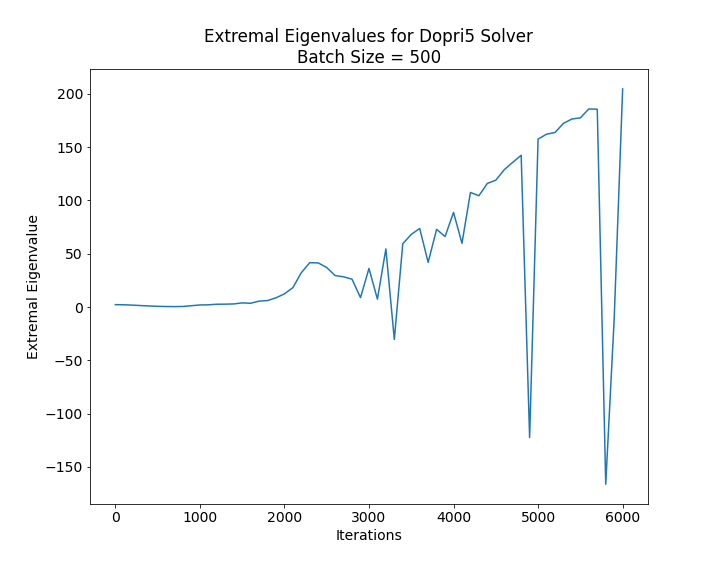 Extremal Eigenvalues for Dopri5 Solver
Batch Size = 500
200
150
100
50
0
−50
−100
−150
Extremal Eigenvalue
0 1000 2000 3000 4000 5000 6000
Iterations